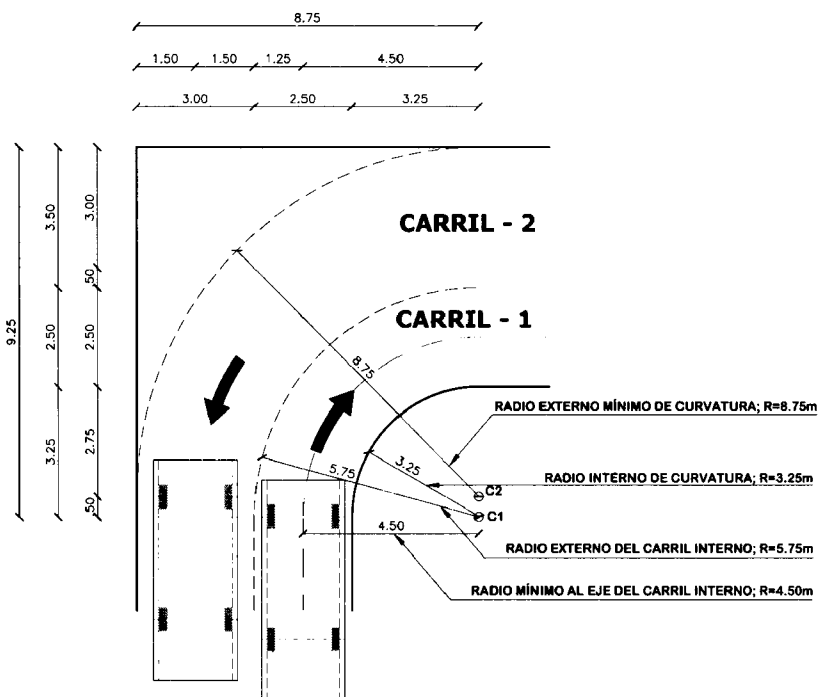 8.75
1.50 1.50 1.25 4.50
3.00 2.50 3.25
9.25
3.50
2.50
3.25
3.00
.50
2.50
2.75
.50
CARRIL - 2
CARRIL - 1
8.75
5.75
3.25
4.50
C2
C1
RADIO EXTERNO MÍNIMO DE CURVATURA; R=8.75m
RADIO INTERNO DE CURVATURA; R=3.25m
RADIO EXTERNO DEL CARRIL INTERNO; R=5.75m
RADIO MÍNIMO AL EJE DEL CARRIL INTERNO; R=4.50m